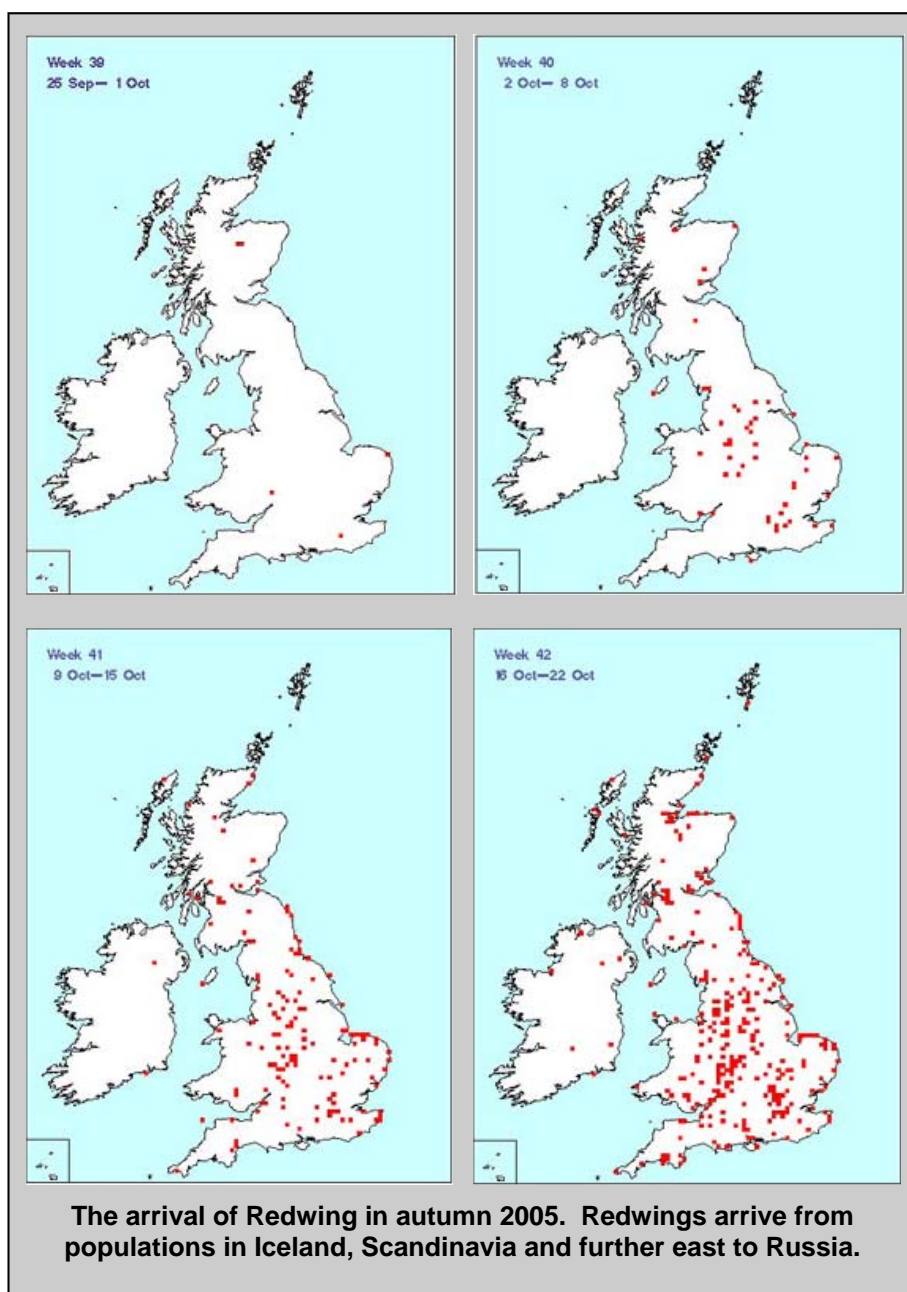 Week 39
25 Sep— 1 Oct
Week 40
2 Oct— 8 Oct
Week 41
9 Oct—15 Oct
Week 42
16 Oct—22 Oct
The arrival of Redwing in autumn 2005.  Redwings arrive from
populations in Iceland, Scandinavia and further east to Russia.